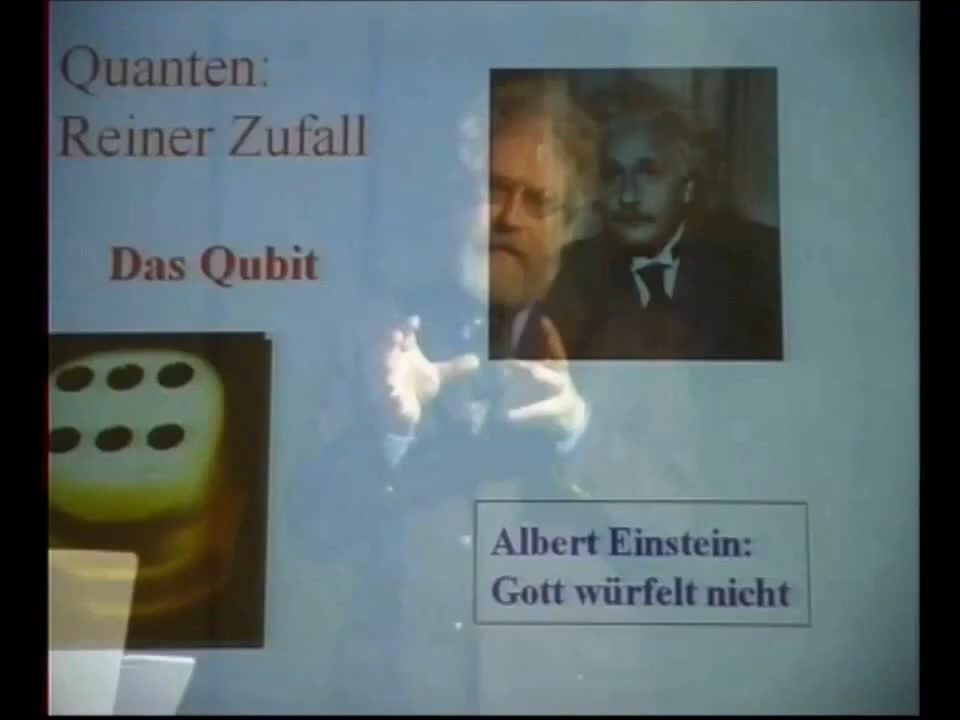 Quanten:
Reiner Zufall
Das Qubit
Albert Einstein:
Gott würfelt nicht